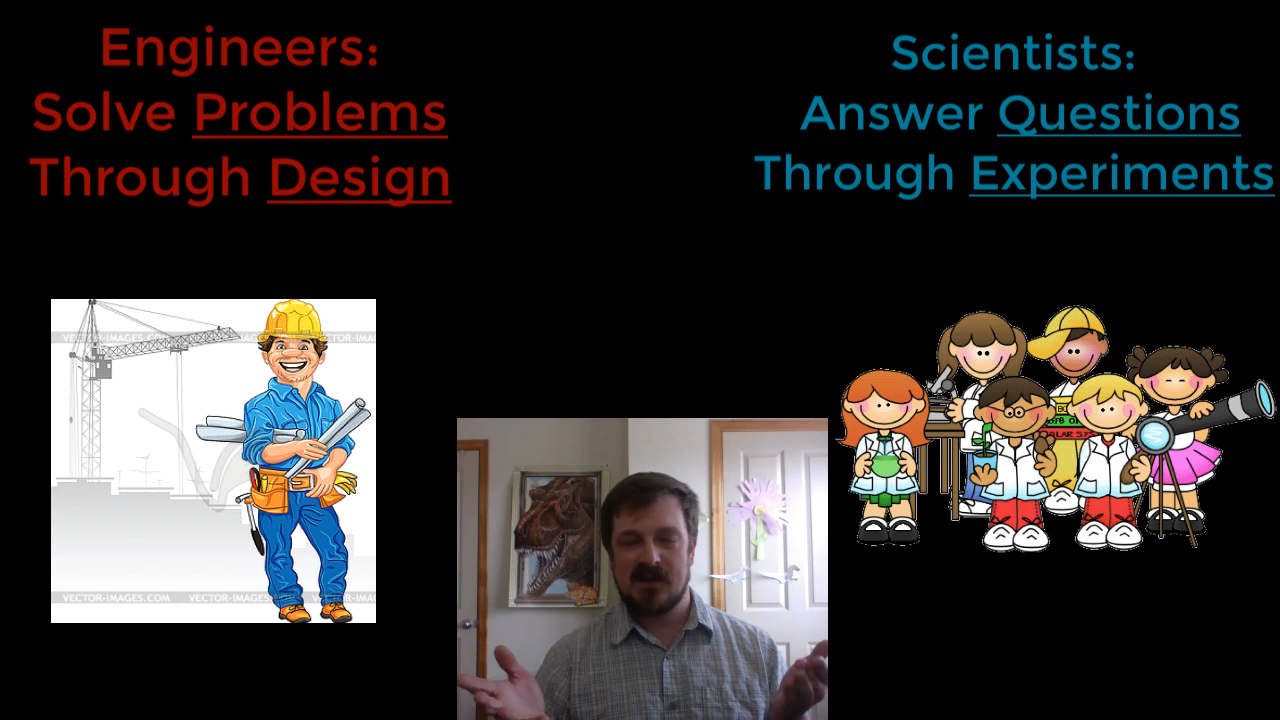 Engineers:
Solve Problems
Through Design
Scientists:
Answer Questions
Through Experiments
VECTOR-IMAGES.COM
VECTOR-IMAGES.COM